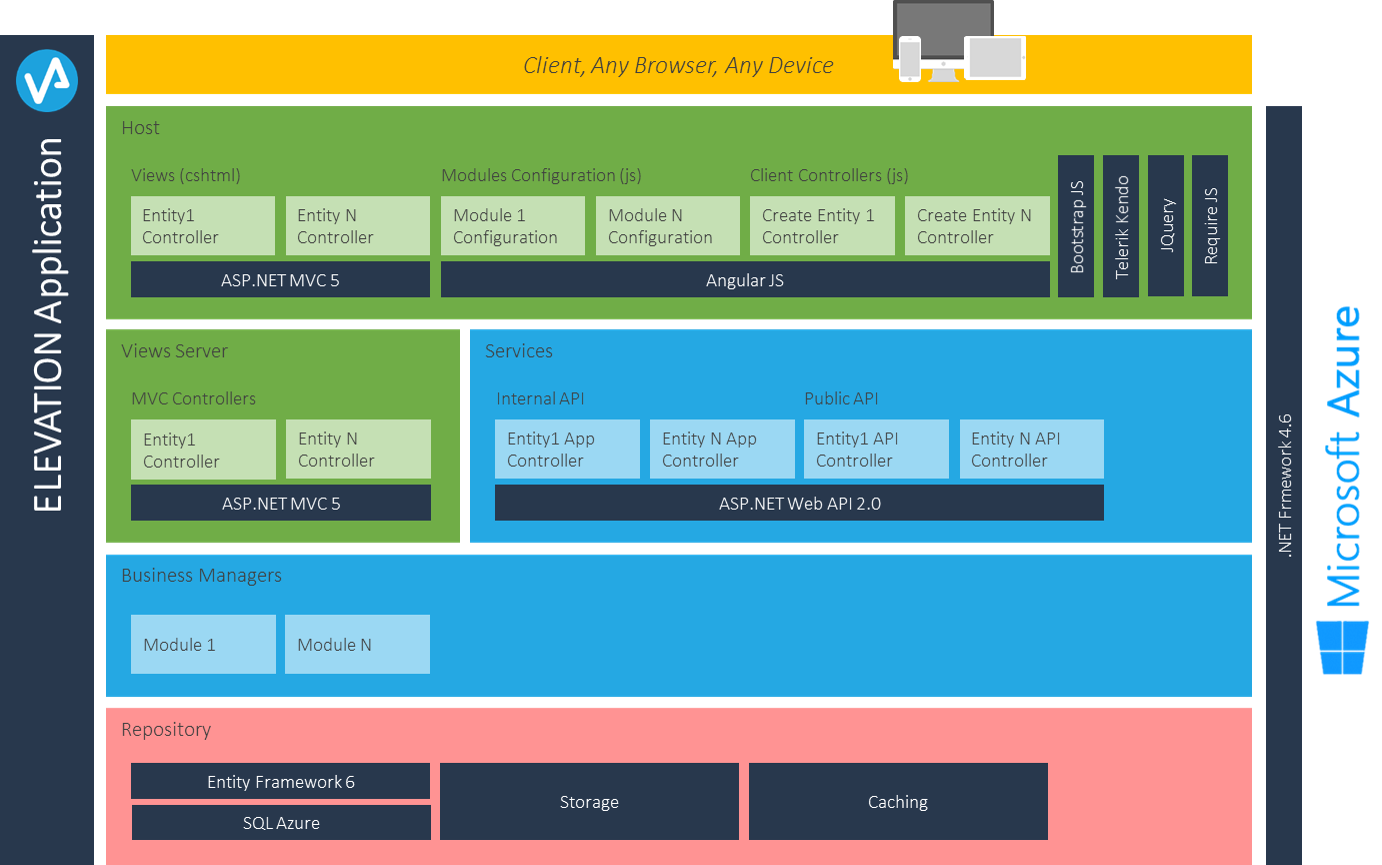 ELEVATION Application
Client, Any Browser, Any Device
Host
Views (cshtml)
Entity1
Controller
Entity N
Controller
ASP.NET MVC 5
Modules Configuration (js)
Module 1
Configuration
Module N
Configuration
Client Controllers (js)
Create Entity 1
Controller
Create Entity N
Controller
Angular JS
Bootstrap JS
Telerik Kendo
JQuery
Require JS
Views Server
MVC Controllers
Entity1
Controller
Entity N
Controller
ASP.NET MVC 5
Services
Internal API
Entity1 App
Controller
Entity N App
Controller
Public API
Entity1 API
Controller
Entity N API
Controller
ASP.NET Web API 2.0
Business Managers
Module 1
Module N
Repository
Entity Framework 6
SQL Azure
Storage
Caching
.NET Frmework 4.6
Microsoft Azure